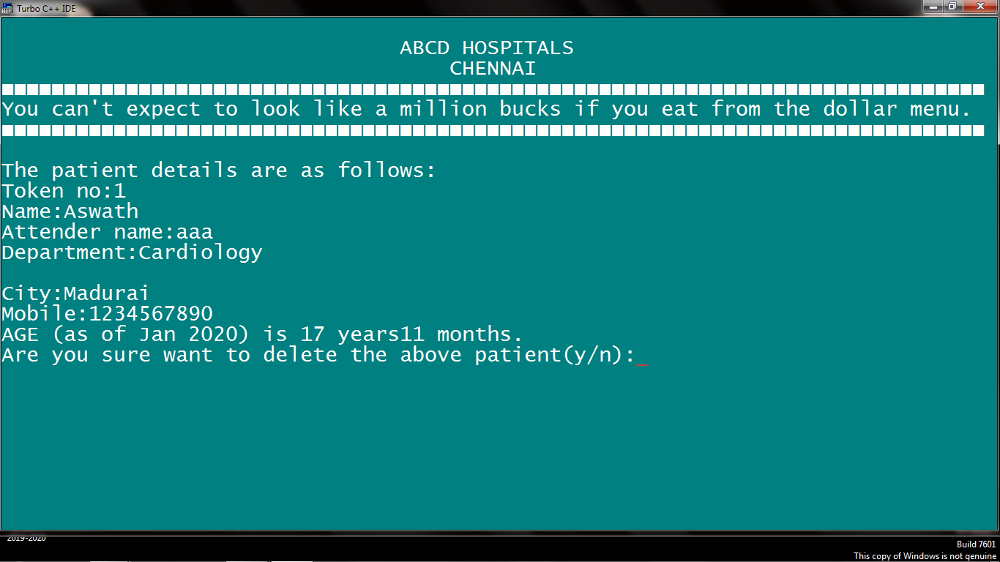 Turbo C++ IDE
ABCD HOSPITALS
CHENNAI
You can't expect to look like a million bucks if you eat from the dollar menu.
The patient details are as follows:
Token no:1
Name:Aswath
Attender name:aaa
Department:Cardiology
City:Madurai
Mobile:1234567890
AGE (as of Jan 2020) is 17 years11 months.
Are you sure want to delete the above patient(y/n):_
2019-2020
Build 7601
This copy of Windows is not genuine